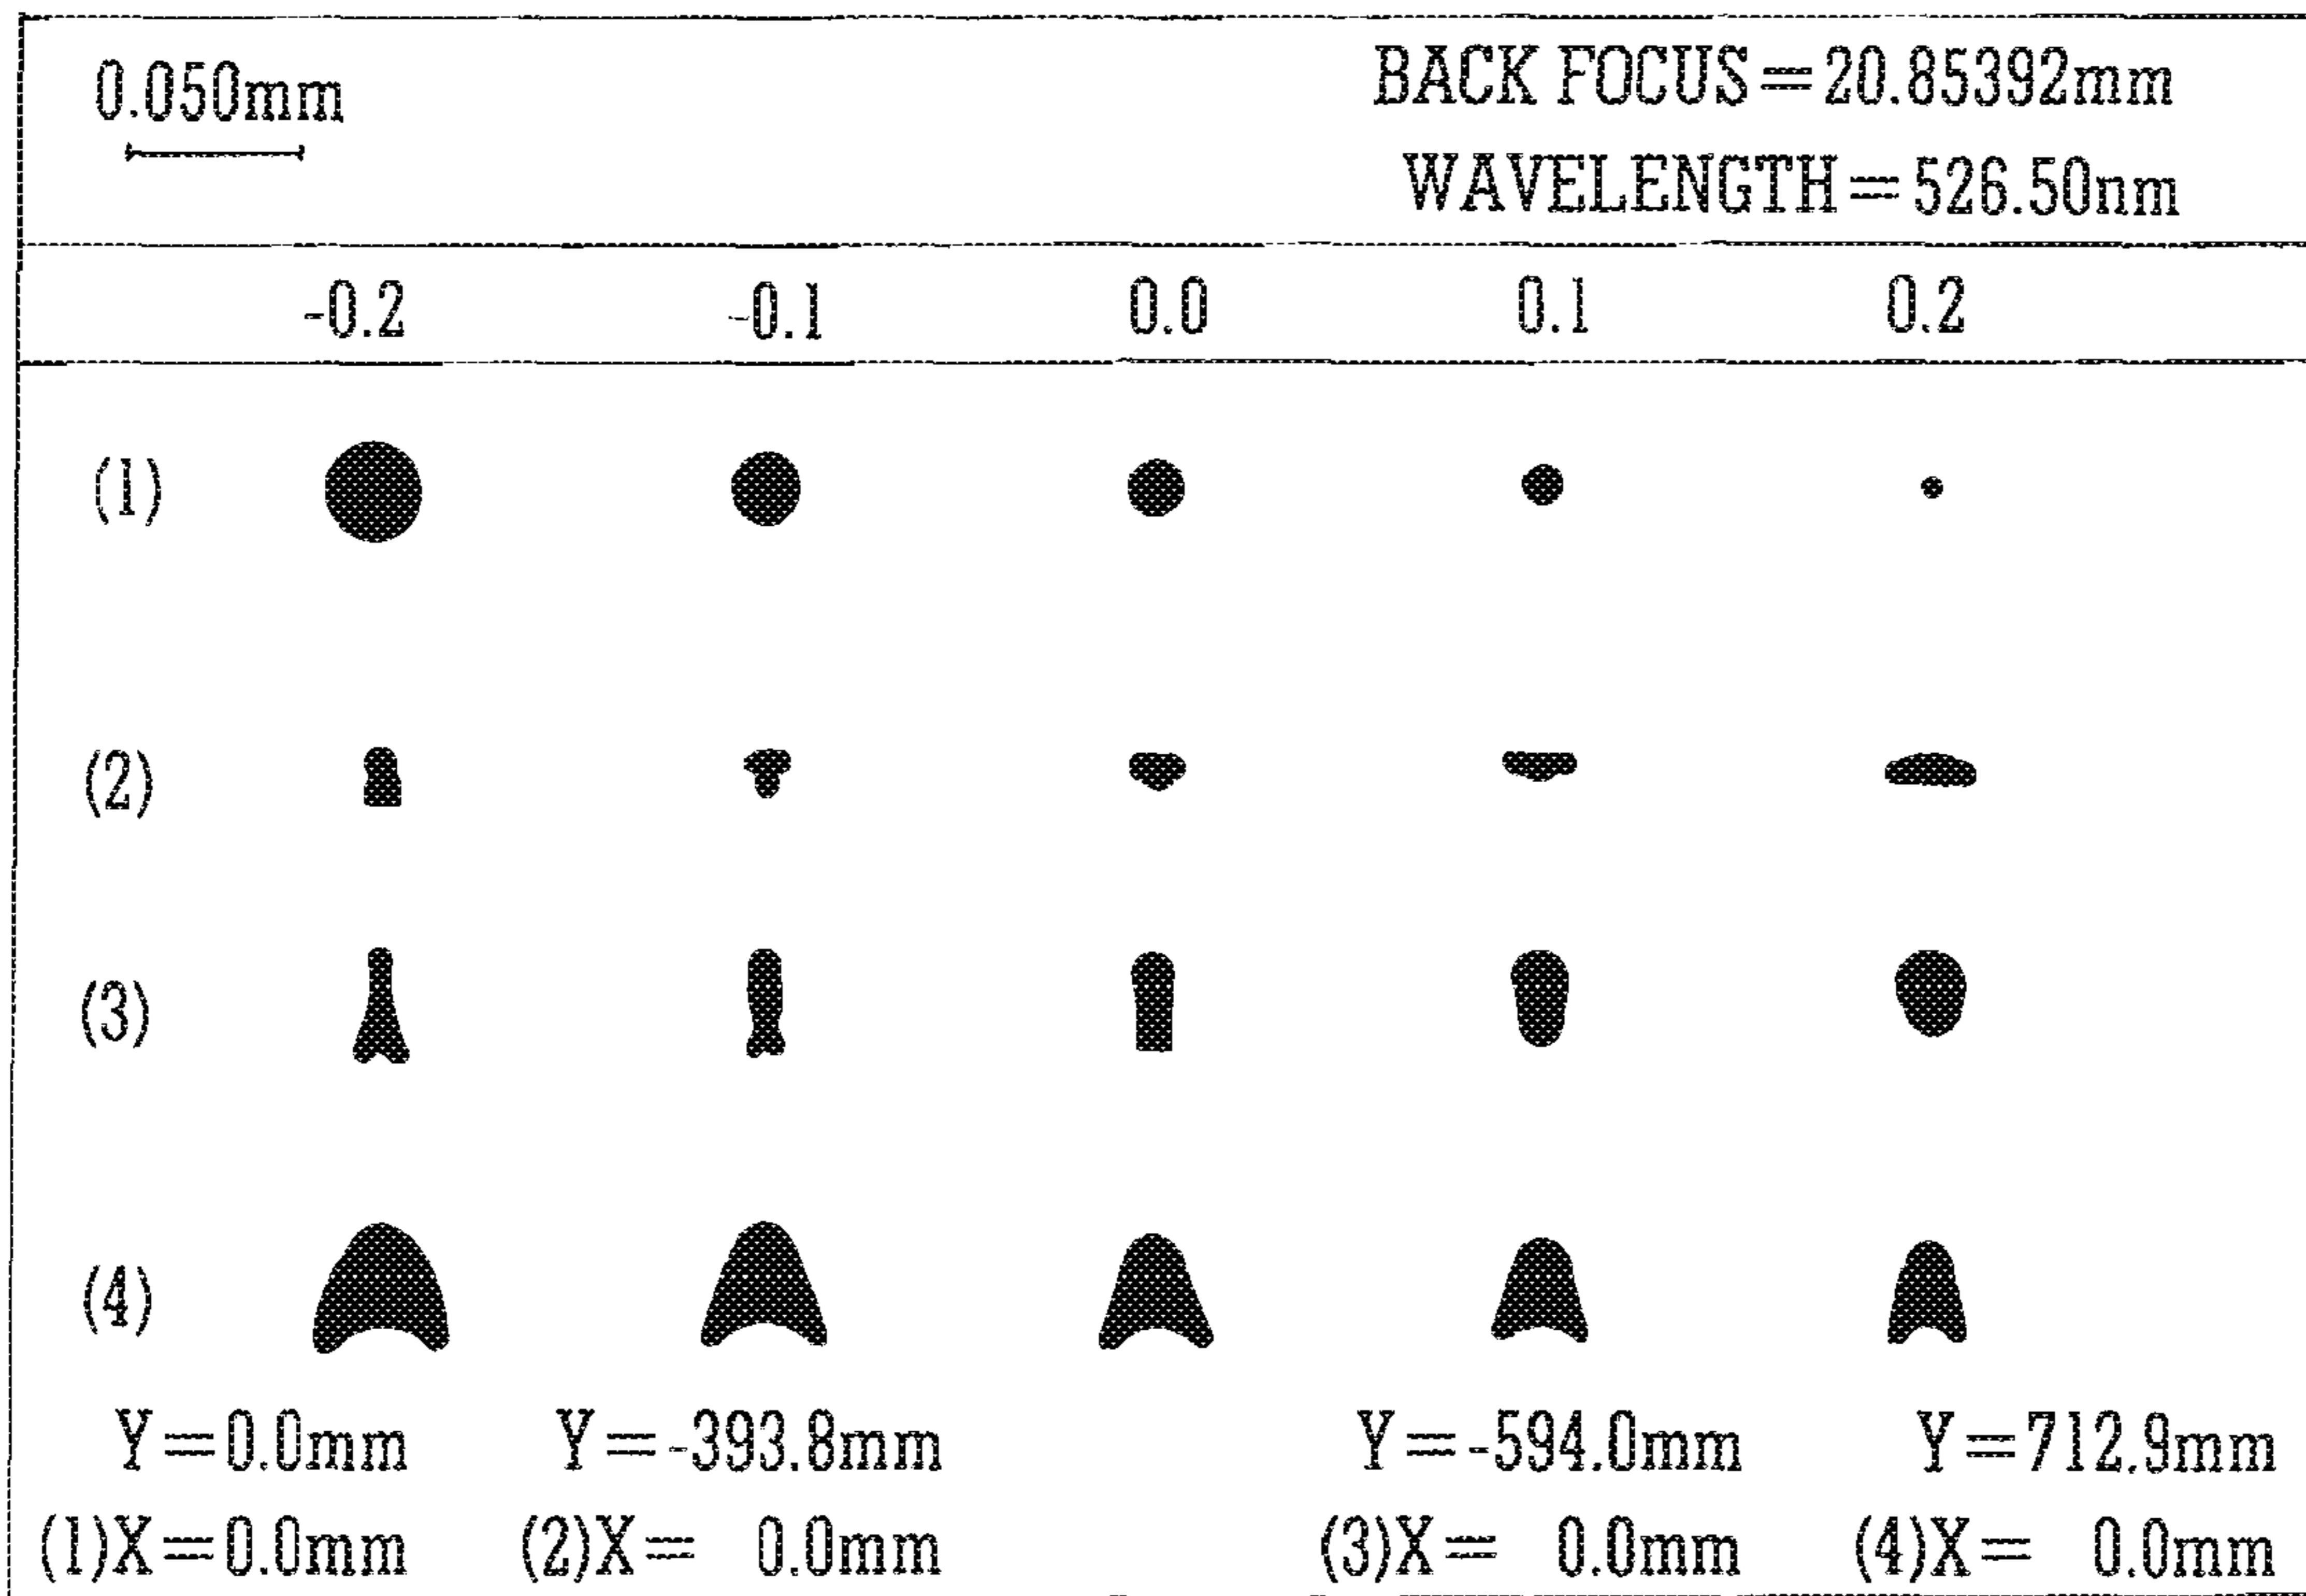 0.050mm
BACK FOCUS=20.85392mm
WAVELENGTH=526.50nm
-0.2 -0.1 0.0 0.1 0.2
(1)
(2)
(3)
(4)
Y=0.0mm Y=-393.8mm Y=-594.0mm Y=712.9mm
(1)X=0.0mm (2)X= 0.0mm (3)X= 0.0mm (4)X= 0.0mm